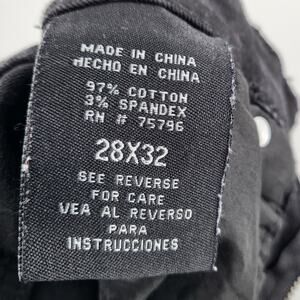 MADE IN CHINA
HECHO EN CHINA
97% COTTON
3% SPANDEX
RN # 75796
28X32
SEE REVERSE
FOR CARE
VEA AL REVERSO
PARA
INSTRUCCIONES